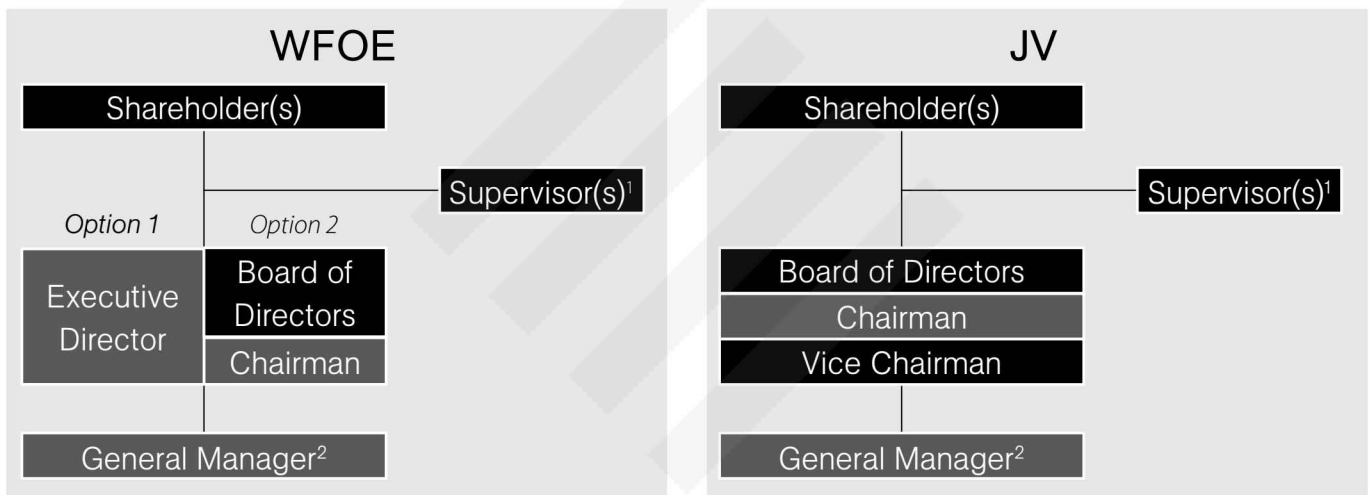 WFOE
Shareholder(s)
Supervisor(s)¹
Option 1
Option 2
Executive
Director
Board of
Directors
Chairman
General Manager²
JV
Shareholder(s)
Supervisor(s)¹
Board of Directors
Chairman
Vice Chairman
General Manager²